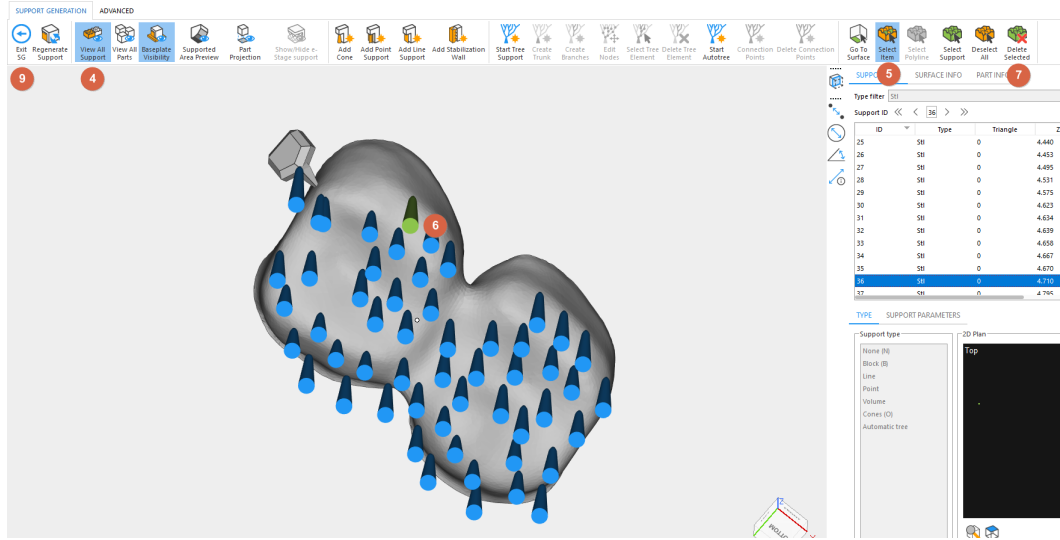 SUPPORT GENERATION ADVANCED
Exit SG
Regenerate Support
View All Support
View All Parts
Baseplate Visibility
Supported Area Preview
Part Projection
Show/Hide e-Stage support
Add Cone
Add Point Support
Add Line Support
Add Stabilization Wall
Start Tree Support
Create Trunk
Create Branches
Edit Nodes
Select Tree Element
Delete Tree Element
Start Autotree
Connection Points
Delete Connection Points
Go To Surface
Select Item
Select Polyline
Select Support
Deselect All
Delete Selected
9
4
5
7
6
SURFACE INFO
Type filter Stl
Support ID 36
ID Type Triangle Z
25 Stl 0 4.440
26 Stl 0 4.453
27 Stl 0 4.495
28 Stl 0 4.531
29 Stl 0 4.575
30 Stl 0 4.623
31 Stl 0 4.634
32 Stl 0 4.639
33 Stl 0 4.658
34 Stl 0 4.667
35 Stl 0 4.670
36 Stl 0 4.710
37 Stl 0 4.795
TYPE SUPPORT PARAMETERS
Support type
None (N)
Block (B)
Line
Point
Volume
Cones (O)
Automatic tree
2D Plan
Top
Z
BOTTOM